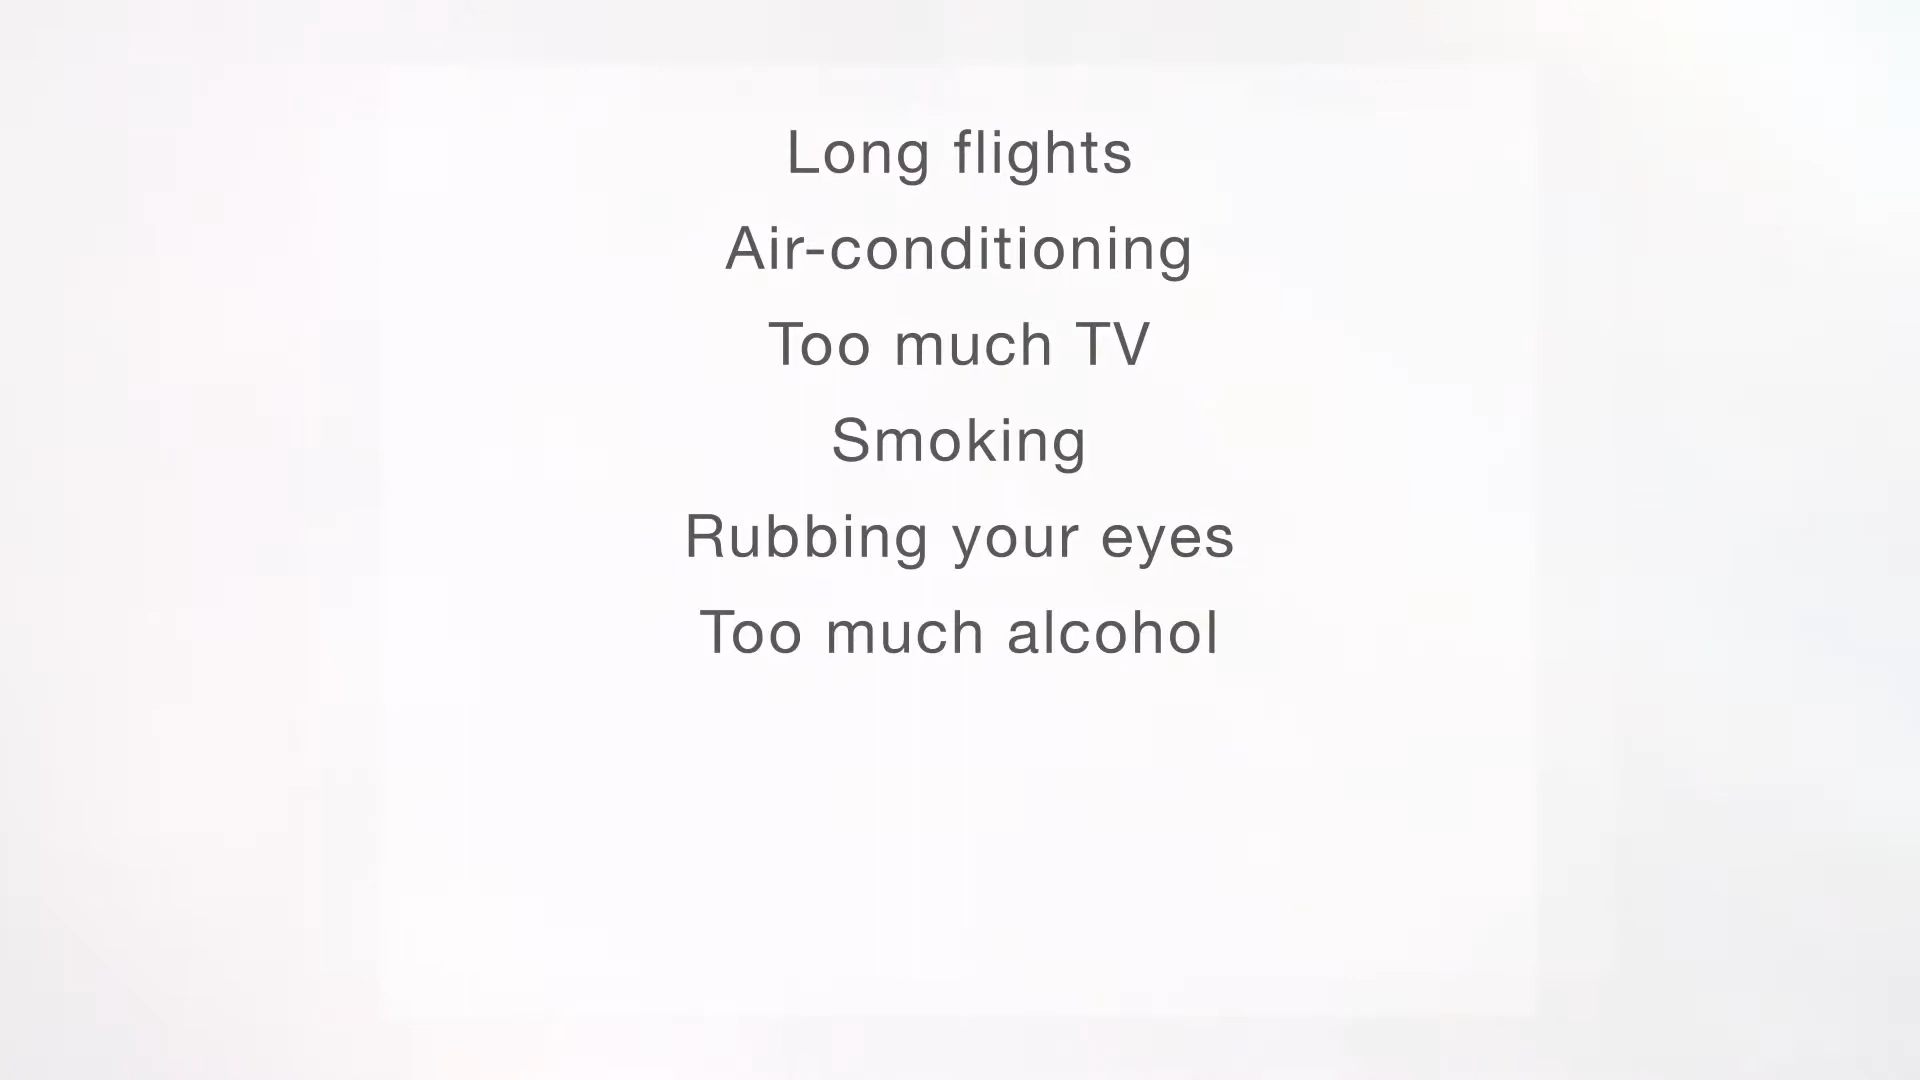 Long flights
Air-conditioning
Too much TV
Smoking
Rubbing your eyes
Too much alcohol